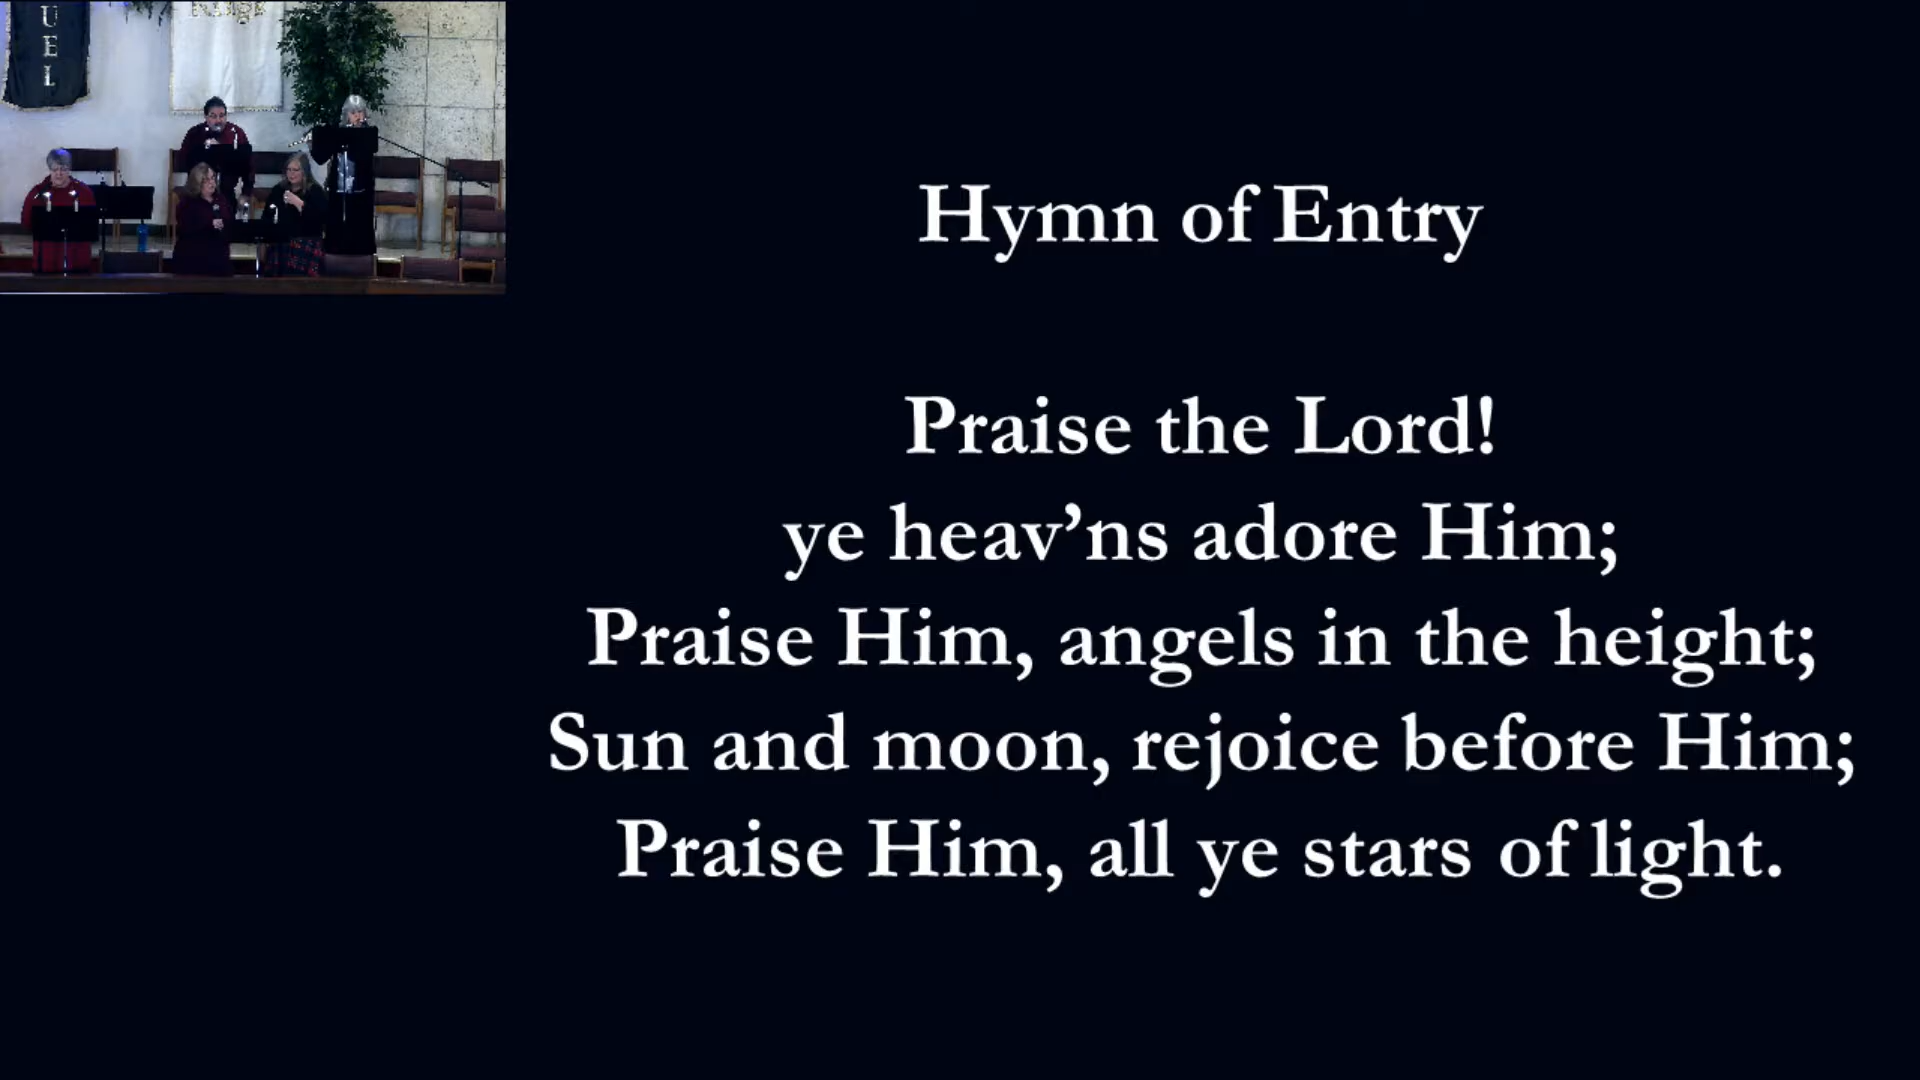 U
E
L
Hymn of Entry
Praise the Lord!
ye heav’ns adore Him;
Praise Him, angels in the height;
Sun and moon, rejoice before Him;
Praise Him, all ye stars of light.